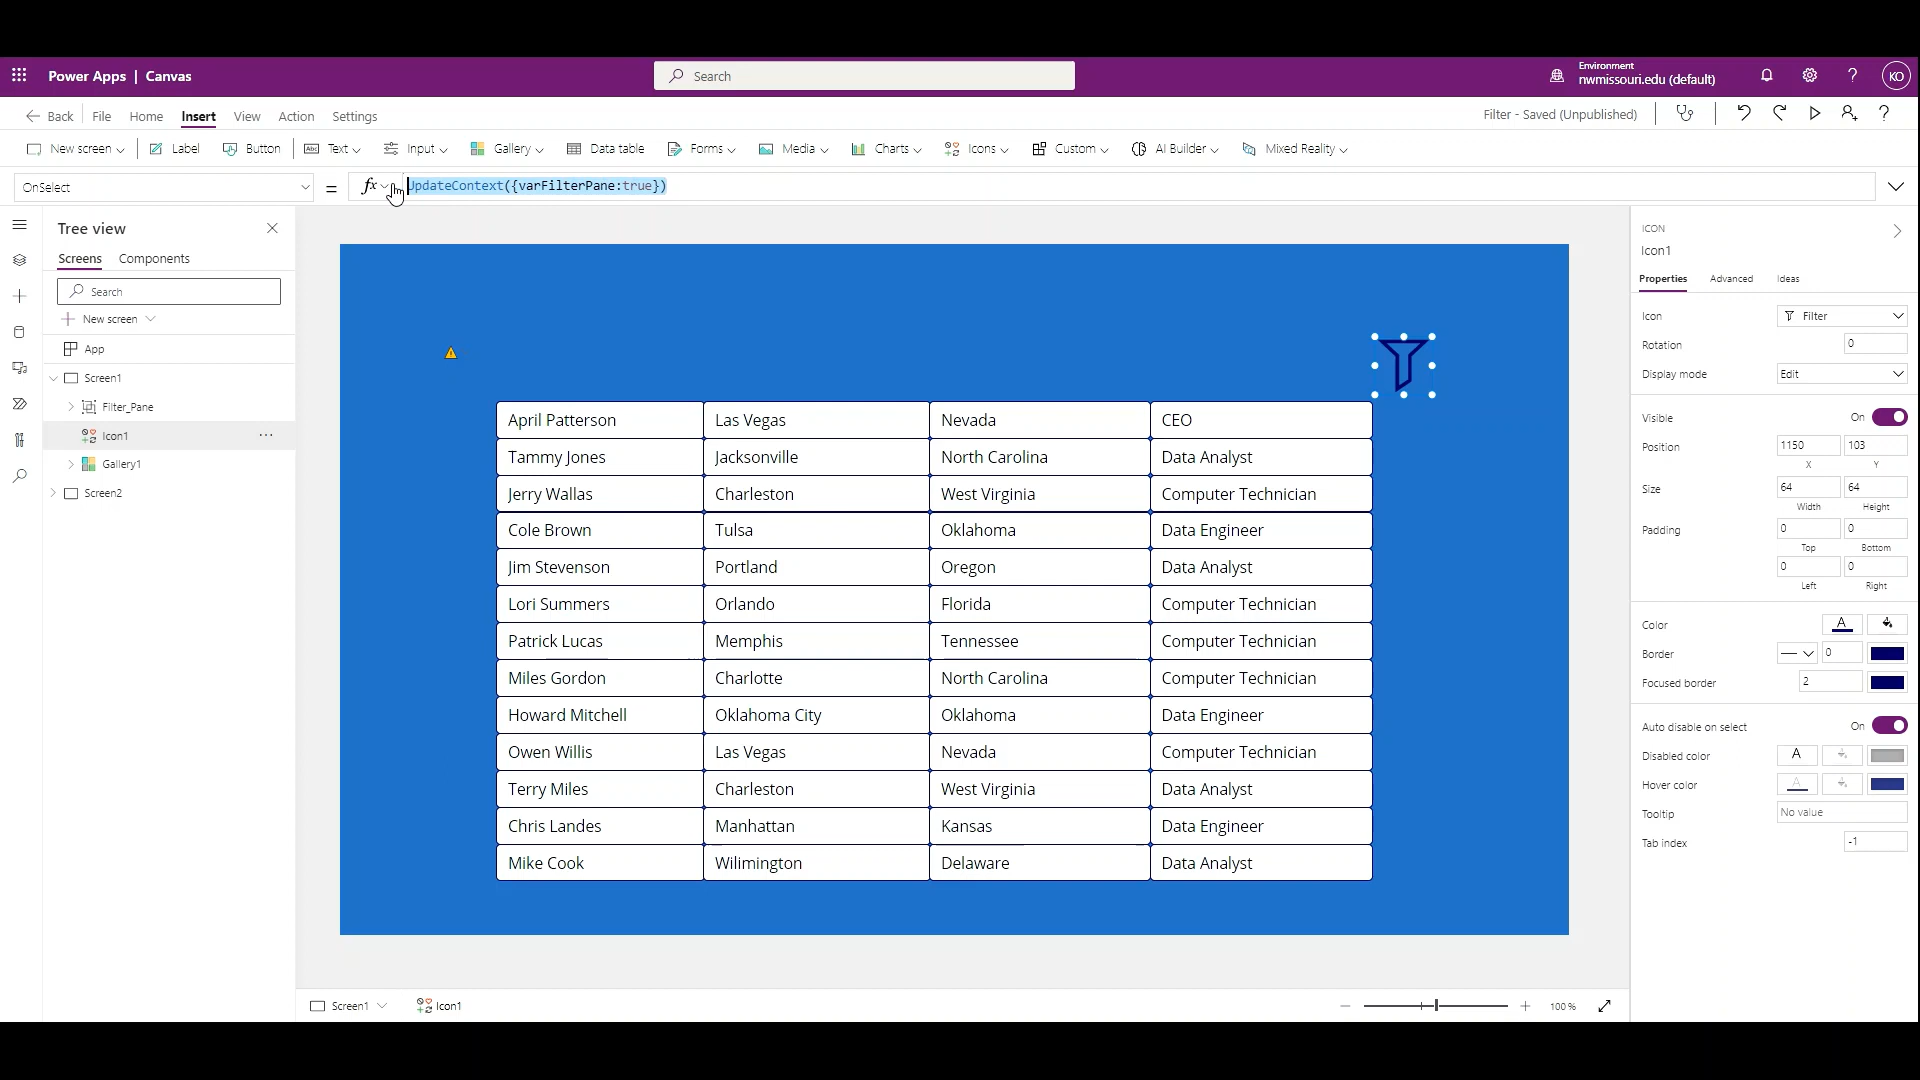 Power Apps | Canvas
Search
Environment
nwmissouri.edu (default)
KO
Back
File
Home
Insert
View
Action
Settings
Filter - Saved (Unpublished)
New screen
Label
Button
Abc
Text
Input
Gallery
Data table
Forms
Media
Charts
Icons
Custom
AI Builder
Mixed Reality
OnSelect
=
fx
UpdateContext({varFilterPane:true})
Tree view
Screens
Components
Search
New screen
App
Screen1
Filter_Pane
Icon1
Gallery1
Screen2
April Patterson Las Vegas Nevada CEO
Tammy Jones Jacksonville North Carolina Data Analyst
Jerry Wallas Charleston West Virginia Computer Technician
Cole Brown Tulsa Oklahoma Data Engineer
Jim Stevenson Portland Oregon Data Analyst
Lori Summers Orlando Florida Computer Technician
Patrick Lucas Memphis Tennessee Computer Technician
Miles Gordon Charlotte North Carolina Computer Technician
Howard Mitchell Oklahoma City Oklahoma Data Engineer
Owen Willis Las Vegas Nevada Computer Technician
Terry Miles Charleston West Virginia Data Analyst
Chris Landes Manhattan Kansas Data Engineer
Mike Cook Wilimington Delaware Data Analyst
ICON
Icon1
Properties
Advanced
Ideas
Icon Filter
Rotation 0
Display mode Edit
Visible On
Position 1150 103
X Y
Size 64 64
Width Height
Padding 0 0
Top Bottom
0 0
Left Right
Color A
Border 0
Focused border 2
Auto disable on select On
Disabled color A
Hover color A
Tooltip No value
Tab index -1
Screen1
Icon1
100 %